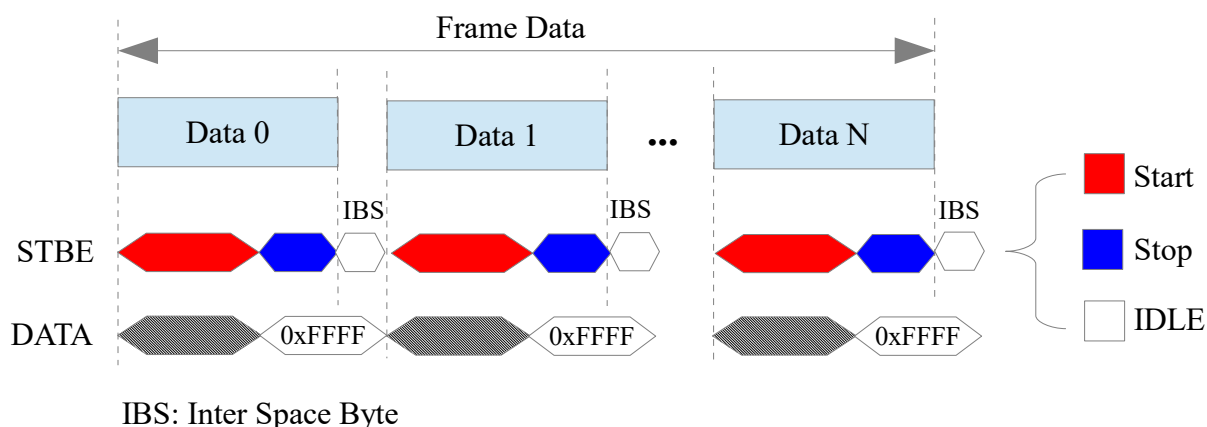 Frame Data
Data 0
Data 1
...
Data N
Start
IBS
IBS
IBS
STBE
Stop
DATA
0xFFFF
0xFFFF
0xFFFF
IDLE
IBS: Inter Space Byte